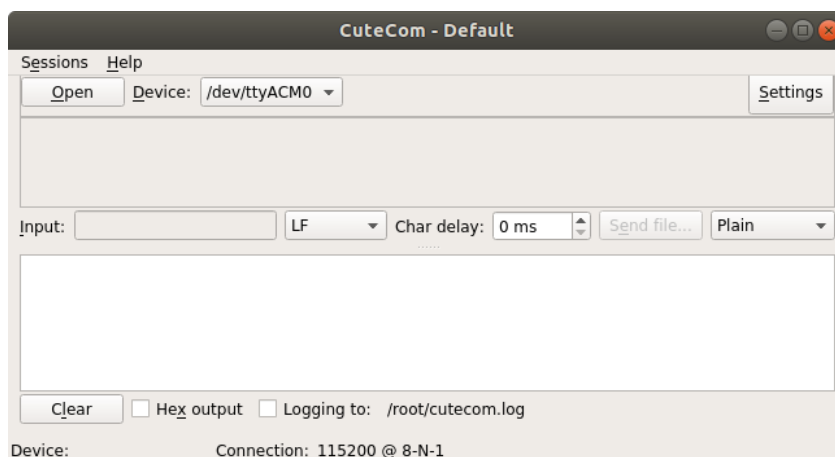 CuteCom - Default
Sessions Help
Open Device: /dev/ttyACM0 Settings
Input: LF Char delay: 0 ms Send file... Plain
Clear Hex output Logging to: /root/cutecom.log
Device: Connection: 115200 @ 8-N-1